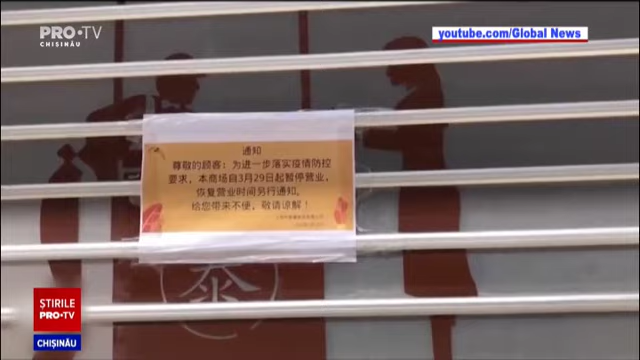 PRO·TV
CHIȘINĂU
youtube.com/Global News
通知
尊敬的顾客：为进一步落实疫情防控
要求，本商场自3月29日起暂停营业，
恢复营业时间另行通知。
给您带来不便，敬请谅解！
ȘTIRILE
PRO·TV
CHIȘINĂU